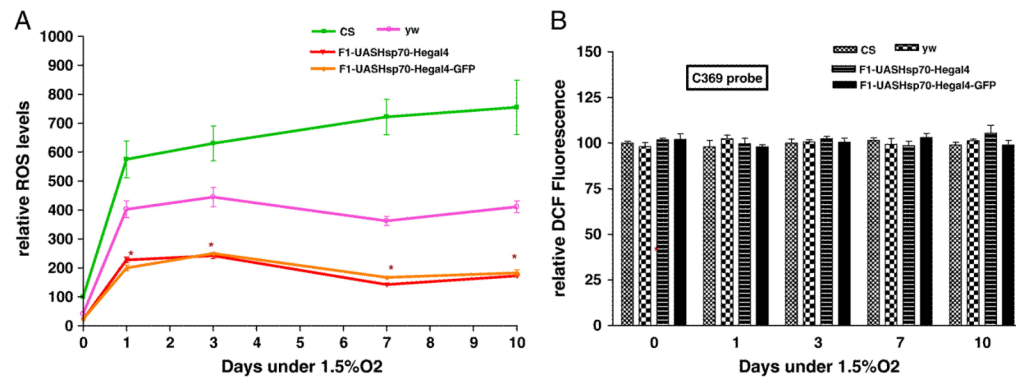 A
CS yw
F1-UASHsp70-Hegal4
F1-UASHsp70-Hegal4-GFP
1000
900
800
700
600
500
400
300
200
100
0
relative ROS levels
* * * *
0 1 2 3 4 5 6 7 8 9 10
Days under 1.5%O2
B
CS yw
F1-UASHsp70-Hegal4
F1-UASHsp70-Hegal4-GFP
C369 probe
150
125
100
75
50
25
0
relative DCF Fluorescence
*
0 1 3 7 10
Days under 1.5%O2